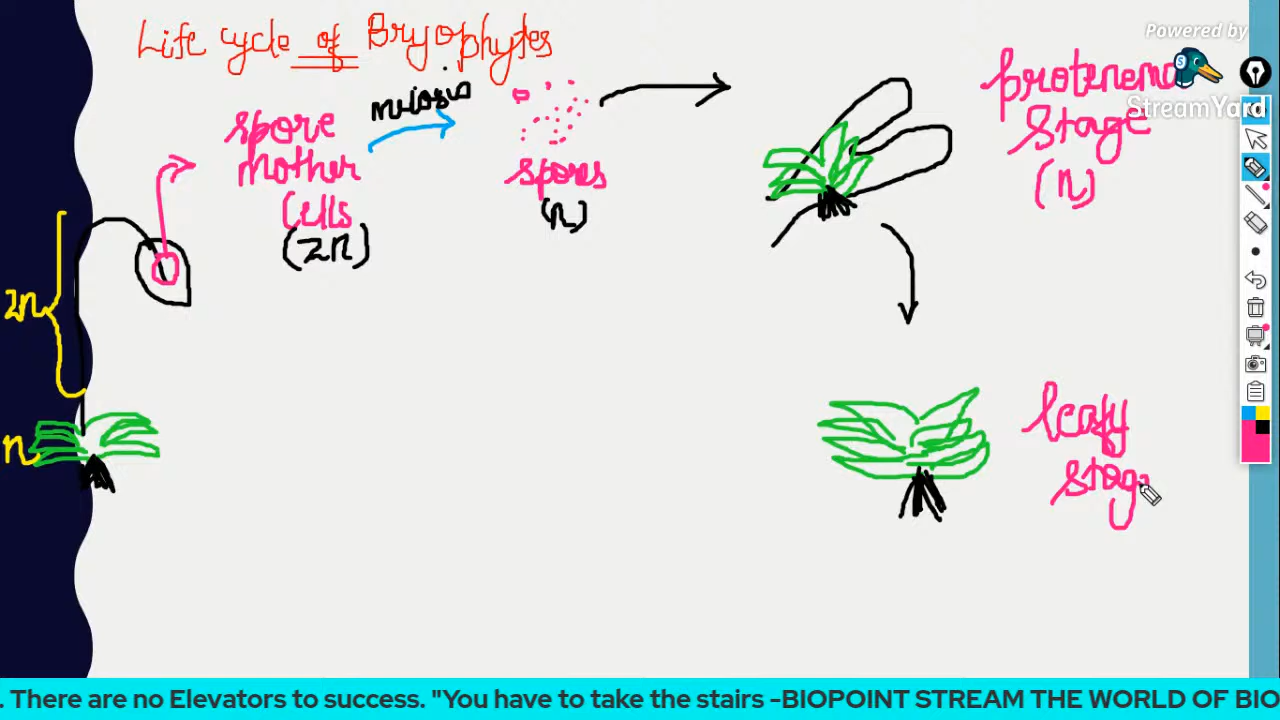 Life cycle of Bryophytes
Powered by
StreamYard
meiosis
spore
mother
cells
(2n)
spores
(n)
protenema
Stage
(n)
2n
n
leafy
stage
. There are no Elevators to success. "You have to take the stairs -BIOPOINT STREAM THE WORLD OF BIO